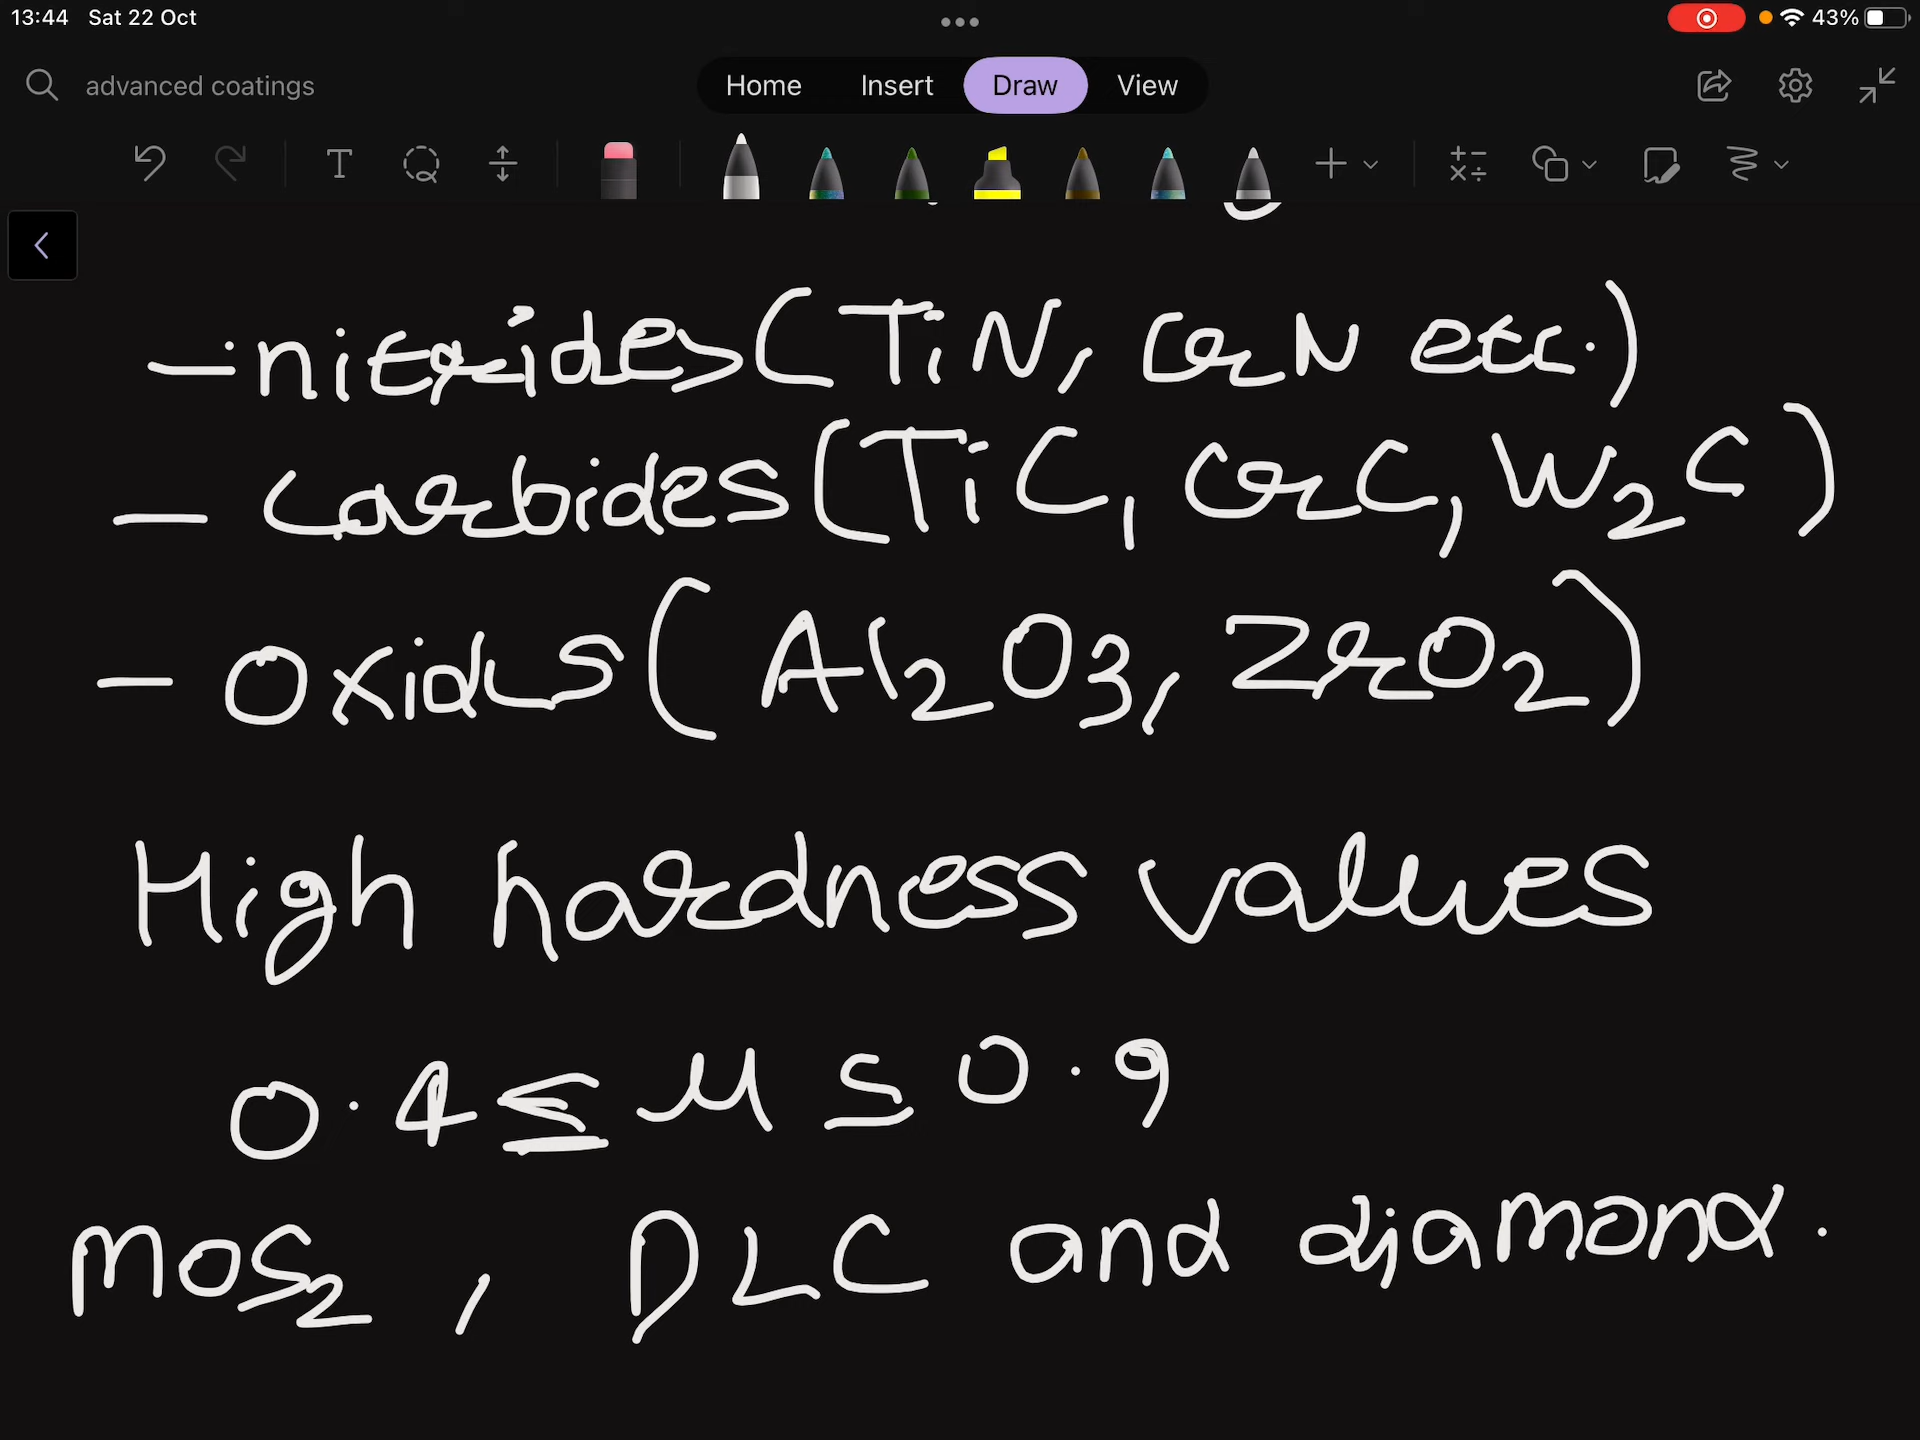 13:44 Sat 22 Oct
43%
advanced coatings
Home Insert Draw View
T
- nitrides (TiN, CrN etc.)
- Carbides (TiC, CrC, W2C)
- Oxides (Al2O3, ZrO2)
High hardness values
0.4 ≤ μ ≤ 0.9
MoS2, DLC and diamond.